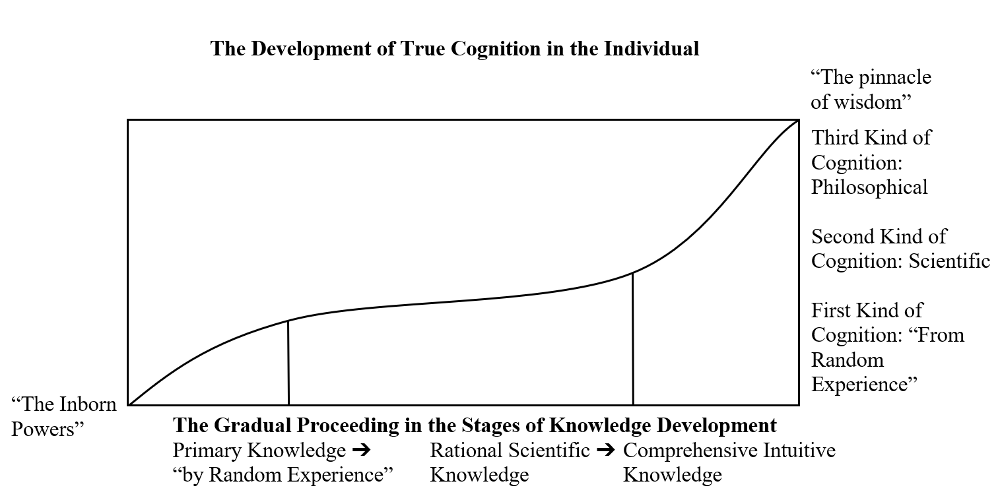 The Development of True Cognition in the Individual
“The pinnacle
of wisdom”
Third Kind of
Cognition:
Philosophical
Second Kind of
Cognition: Scientific
First Kind of
Cognition: “From
Random
Experience”
“The Inborn
Powers”
The Gradual Proceeding in the Stages of Knowledge Development
Primary Knowledge ➔
“by Random Experience”
Rational Scientific ➔
Knowledge
Comprehensive Intuitive
Knowledge